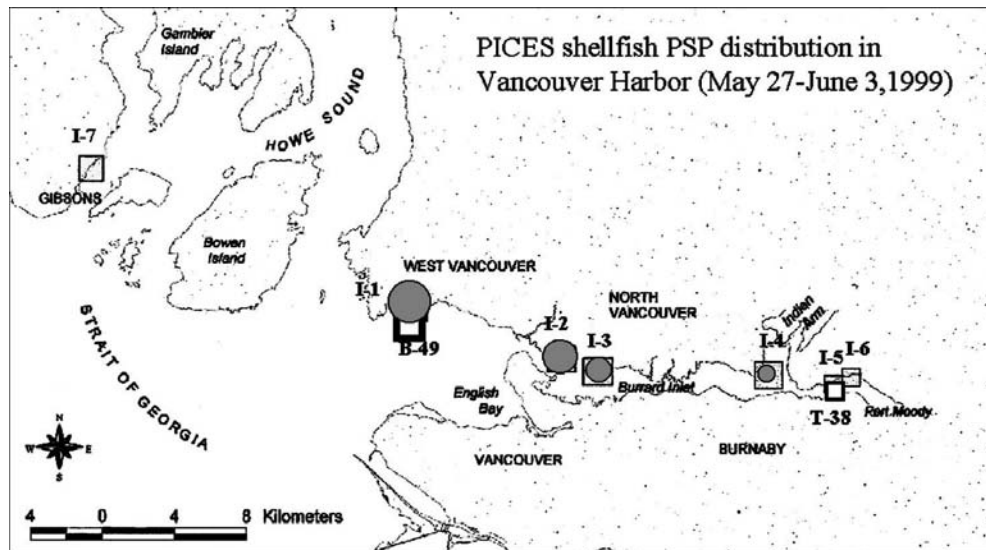 PICES shellfish PSP distribution in
Vancouver Harbor (May 27-June 3,1999)
Gambier
Island
HOWE SOUND
I-7
GIBSONS
Bowen
Island
WEST VANCOUVER
I-1
B-49
NORTH
VANCOUVER
I-2
I-3
I-4
Indian
Arm
I-5
I-6
English
Bay
Burrard Inlet
Port Moody
T-38
STRAIT OF GEORGIA
VANCOUVER
BURNABY
N
W
E
S
4 0 4 8 Kilometers